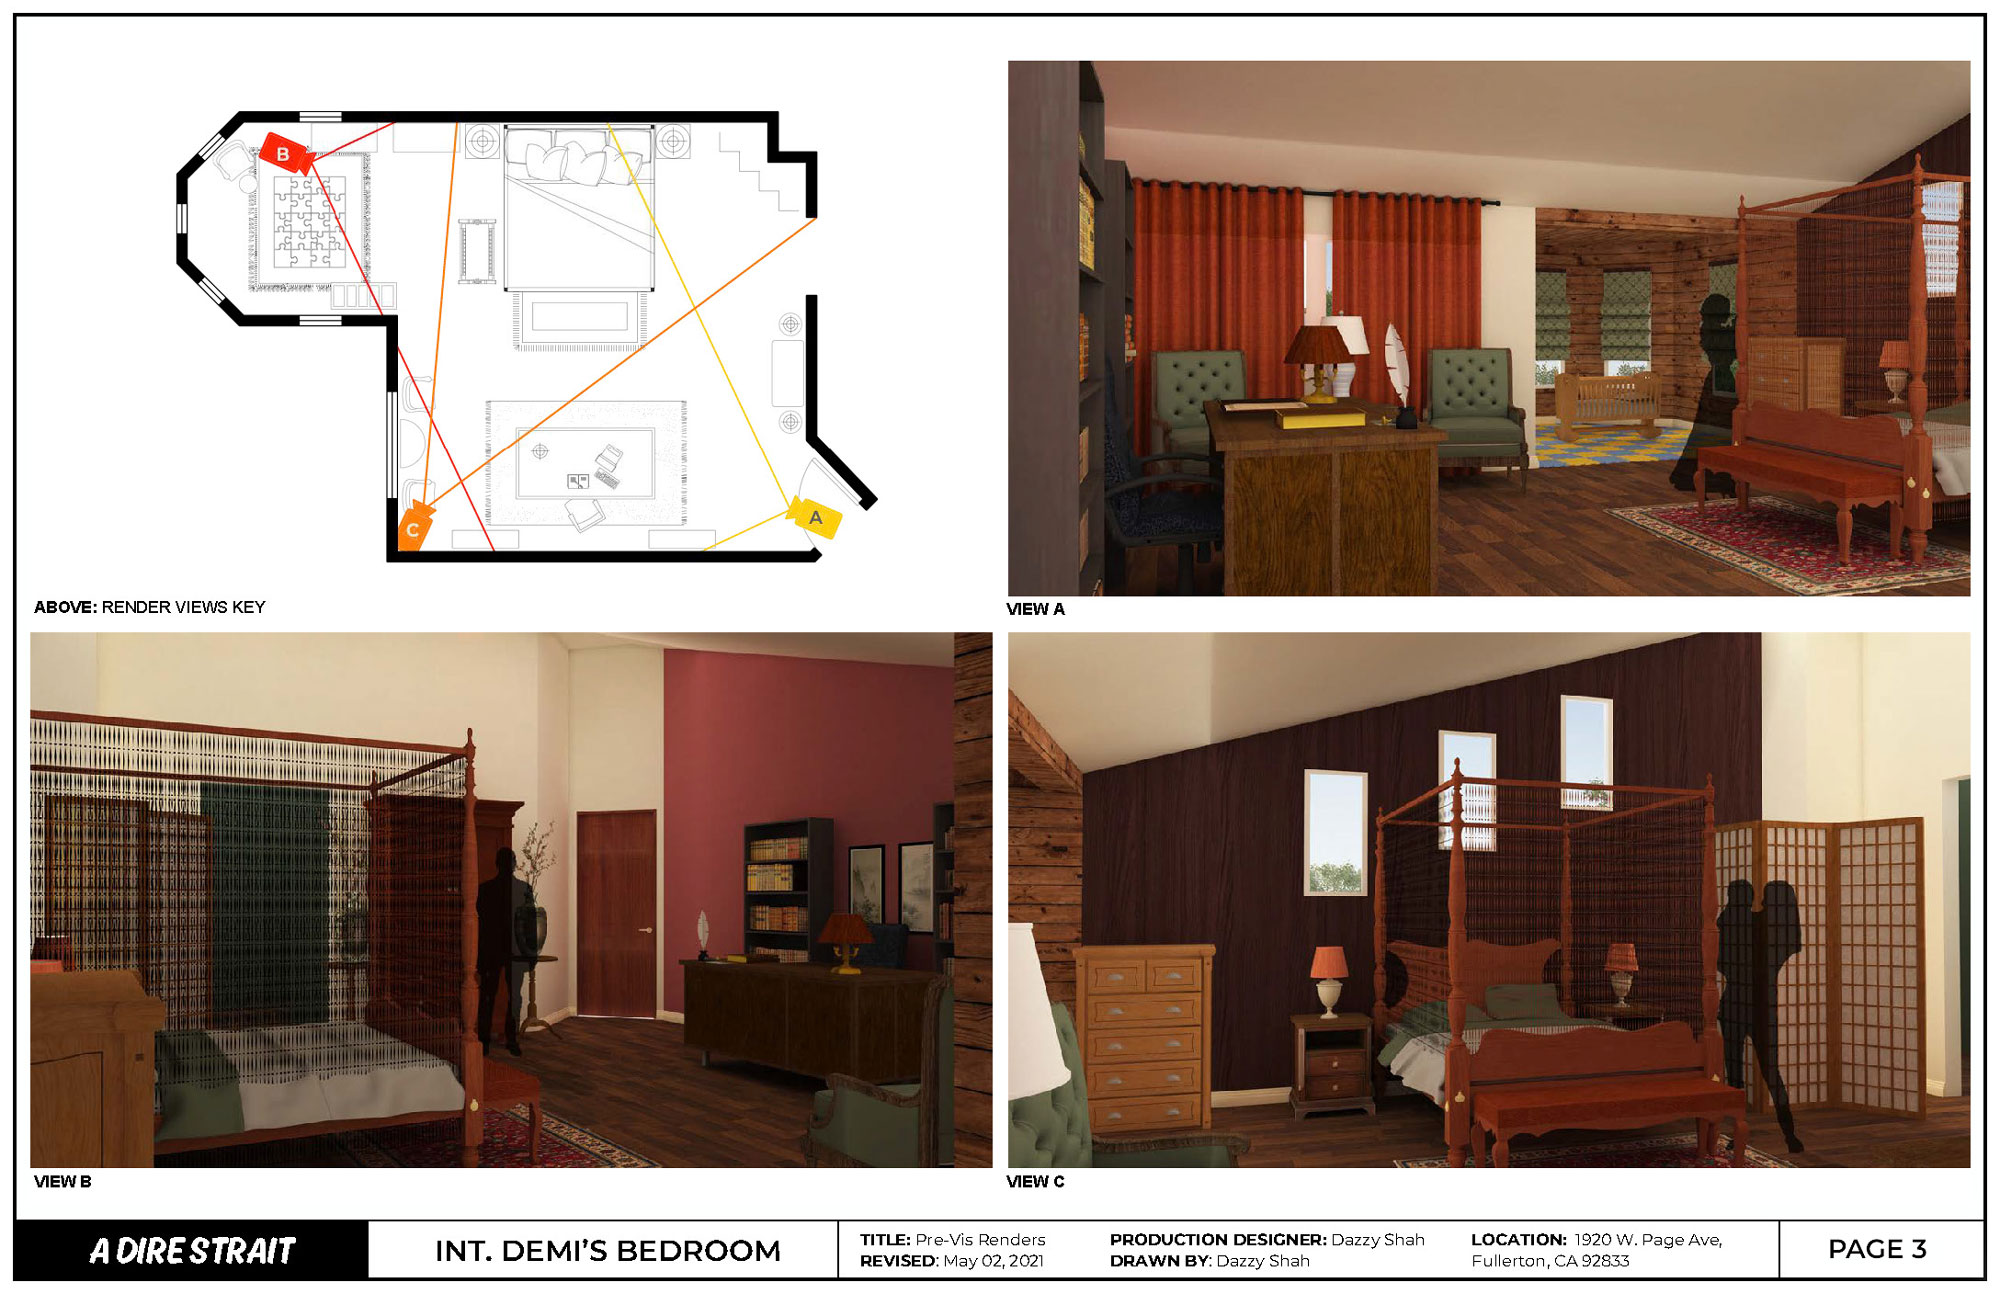 B
C
A
ABOVE: RENDER VIEWS KEY
VIEW A
VIEW B
VIEW C
A DIRE STRAIT
INT. DEMI'S BEDROOM
TITLE: Pre-Vis Renders
REVISED: May 02, 2021
PRODUCTION DESIGNER: Dazzy Shah
DRAWN BY: Dazzy Shah
LOCATION: 1920 W. Page Ave,
Fullerton, CA 92833
PAGE 3